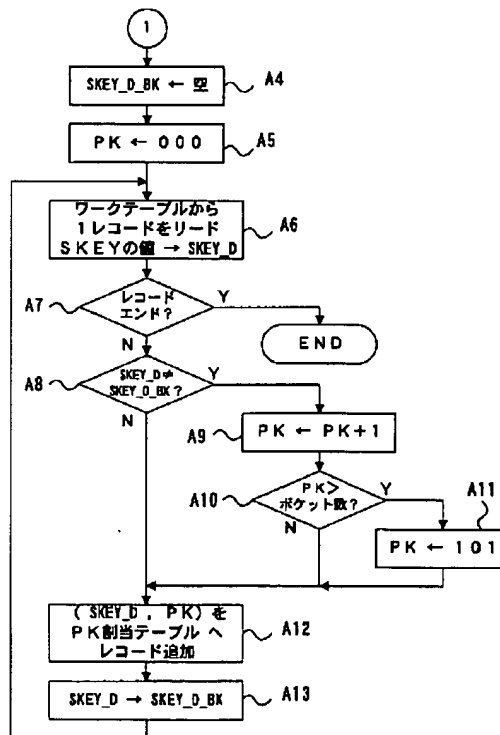 1
SKEY_D_BK ← 空
A4
PK ← 000
A5
ワークテーブルから
1レコードをリード
SKEYの値 → SKEY_D
A6
レコード
エンド?
A7
Y
N
END
SKEY_D≠
SKEY_D_BK?
A8
Y
N
A9
PK ← PK+1
A10
PK>
ポケット数?
Y
N
A11
PK ← 101
(SKEY_D, PK)を
PK割当テーブル へ
レコード追加
A12
SKEY_D → SKEY_D_BK
A13